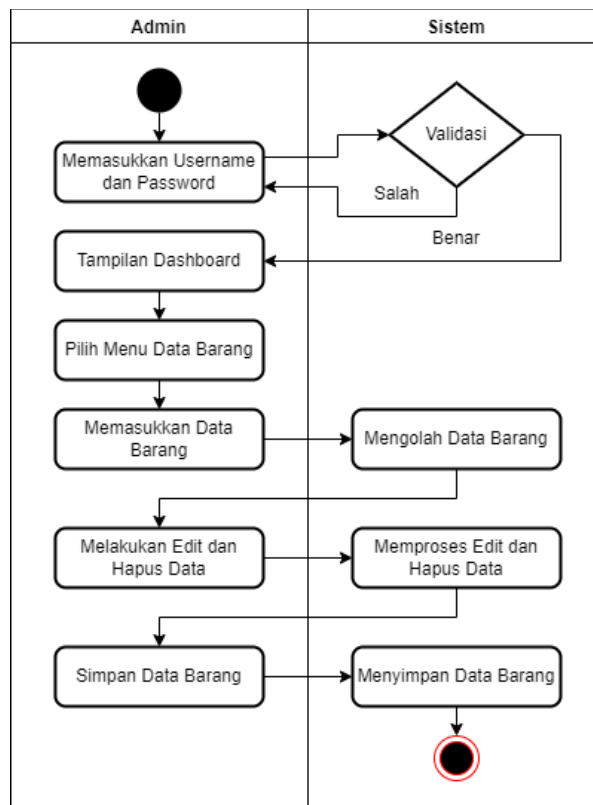 Admin
Sistem
Memasukkan Username
dan Password
Validasi
Salah
Benar
Tampilan Dashboard
Pilih Menu Data Barang
Memasukkan Data
Barang
Mengolah Data Barang
Melakukan Edit dan
Hapus Data
Memproses Edit dan
Hapus Data
Simpan Data Barang
Menyimpan Data Barang